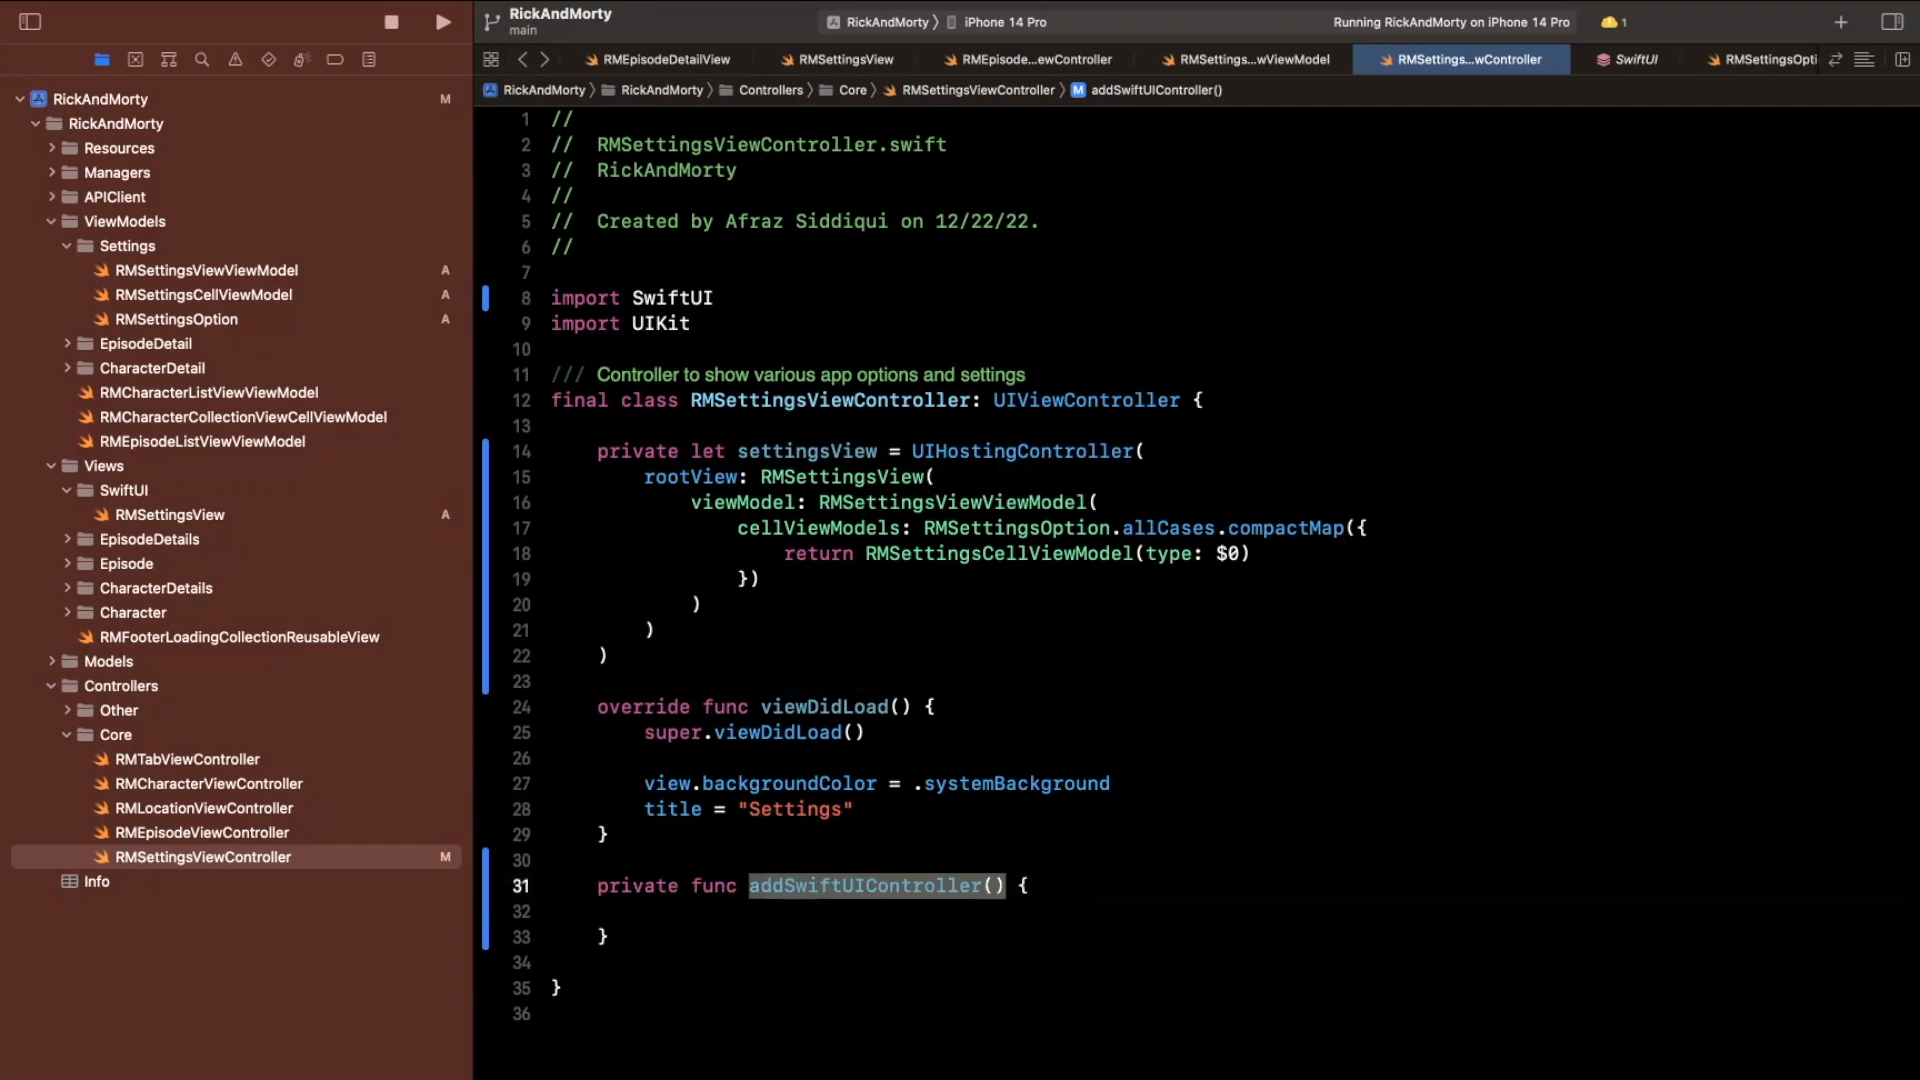 RickAndMorty
main
RickAndMorty
iPhone 14 Pro
Running RickAndMorty on iPhone 14 Pro
1
RMEpisodeDetailView
RMSettingsView
RMEpisode...ewController
RMSettings...wViewModel
RMSettings...wController
SwiftUI
RMSettingsOpti
RickAndMorty
RickAndMorty
Controllers
Core
RMSettingsViewController
M addSwiftUIController()
RickAndMorty M
RickAndMorty
Resources
Managers
APIClient
ViewModels
Settings
RMSettingsViewViewModel A
RMSettingsCellViewModel A
RMSettingsOption A
EpisodeDetail
CharacterDetail
RMCharacterListViewViewModel
RMCharacterCollectionViewCellViewModel
RMEpisodeListViewViewModel
Views
SwiftUI
RMSettingsView A
EpisodeDetails
Episode
CharacterDetails
Character
RMFooterLoadingCollectionReusableView
Models
Controllers
Other
Core
RMTabViewController
RMCharacterViewController
RMLocationViewController
RMEpisodeViewController
RMSettingsViewController M
Info
1 //
2 //  RMSettingsViewController.swift
3 //  RickAndMorty
4 //
5 //  Created by Afraz Siddiqui on 12/22/22.
6 //
7
8 import SwiftUI
9 import UIKit
10
11 /// Controller to show various app options and settings
12 final class RMSettingsViewController: UIViewController {
13
14     private let settingsView = UIHostingController(
15         rootView: RMSettingsView(
16             viewModel: RMSettingsViewViewModel(
17                 cellViewModels: RMSettingsOption.allCases.compactMap({
18                     return RMSettingsCellViewModel(type: $0)
19                 })
20             )
21         )
22     )
23
24     override func viewDidLoad() {
25         super.viewDidLoad()
26
27         view.backgroundColor = .systemBackground
28         title = "Settings"
29     }
30
31     private func addSwiftUIController() {
32
33     }
34
35 }
36